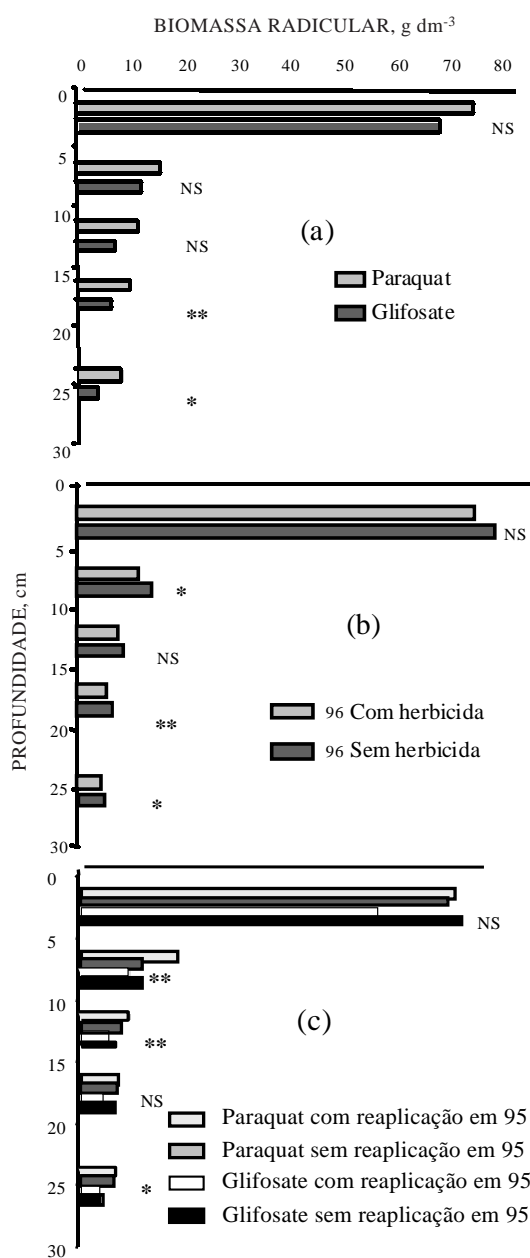 BIOMASSA RADICULAR, g dm-3
0 10 20 30 40 50 60 70 80
0
NS
5
NS
10
NS
(a)
15
Paraquat
Glifosate
**
20
25
*
30
PROFUNDIDADE, cm
0
NS
5
*
10
(b)
NS
15
96 Com herbicida
**
20
96 Sem herbicida
25
*
30
0
NS
5
**
10
(c)
**
15
NS
Paraquat com reaplicação em 95
20
Paraquat sem reaplicação em 95
Glifosate com reaplicação em 95
25
*
Glifosate sem reaplicação em 95
30